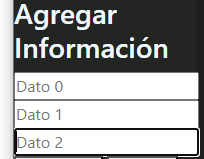 Agregar
Información
Dato 0
Dato 1
Dato 2